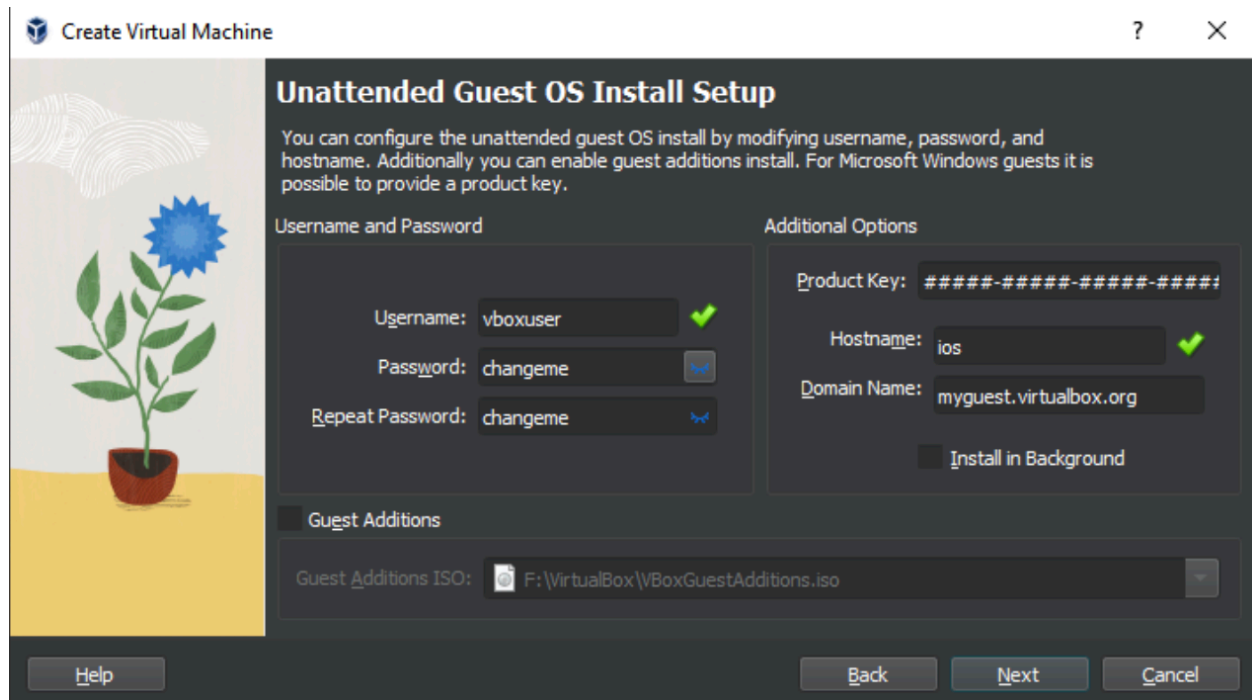 Create Virtual Machine
?
Unattended Guest OS Install Setup
You can configure the unattended guest OS install by modifying username, password, and
hostname. Additionally you can enable guest additions install. For Microsoft Windows guests it is
possible to provide a product key.
Username and Password
Username: vboxuser
Password: changeme
Repeat Password: changeme
Additional Options
Product Key: #####-#####-#####-#####
Hostname: ios
Domain Name: myguest.virtualbox.org
Install in Background
Guest Additions
Guest Additions ISO: F:\VirtualBox\VBoxGuestAdditions.iso
Help
Back
Next
Cancel